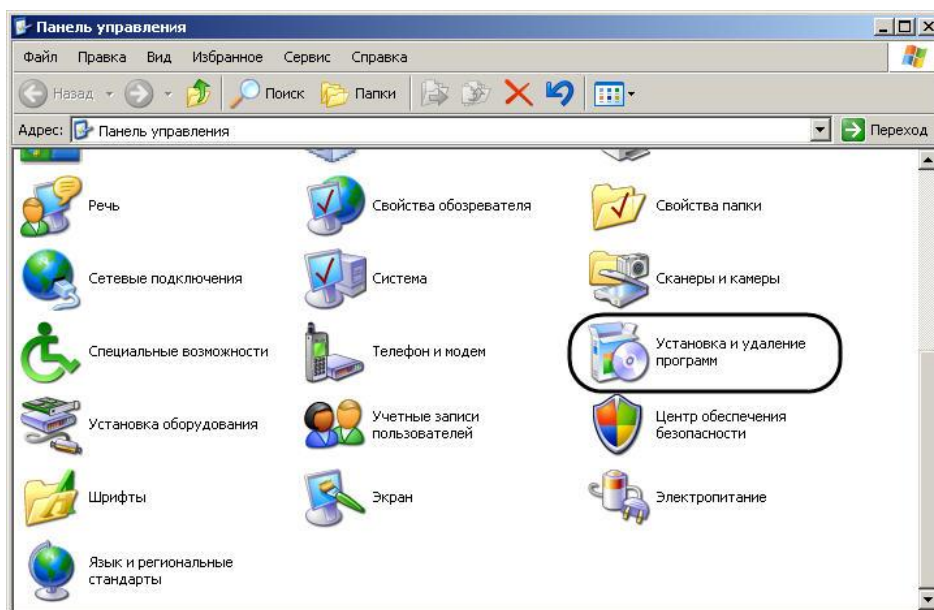 Панель управления
Файл Правка Вид Избранное Сервис Справка
Назад Поиск Папки
Адрес: Панель управления Переход
Речь
Свойства обозревателя
Свойства папки
Сетевые подключения
Система
Сканеры и камеры
Специальные возможности
Телефон и модем
Установка и удаление
программ
Установка оборудования
Учетные записи
пользователей
Центр обеспечения
безопасности
Шрифты
Экран
Электропитание
Язык и региональные
стандарты